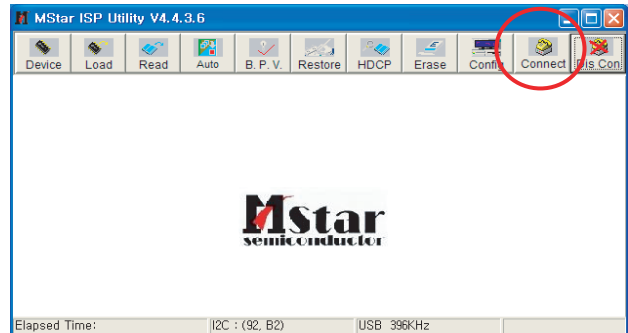 MStar ISP Utility V4.4.3.6
Device Load Read Auto B. P. V. Restore HDCP Erase Config Connect Dis Con
MStar
semiconductor
Elapsed Time: I2C : (92, B2) USB 396KHz